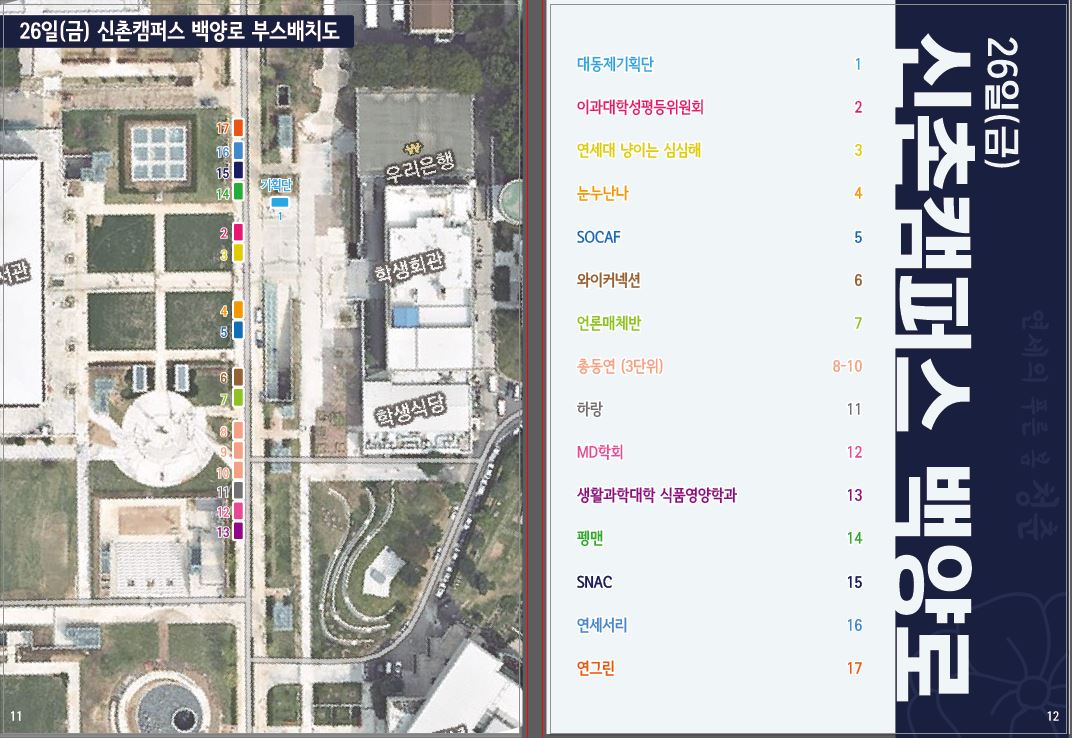 26일(금) 신촌캠퍼스 백양로 부스배치도
17
16
15
14
기획단
1
우리은행
2
3
서관
학생회관
4
5
6
7
학생식당
8
9
10
11
12
13
11
대동제기획단 1
이과대학성평등위원회 2
연세대 냥이는 심심해 3
눈누난나 4
SOCAF 5
와이커넥션 6
언론매체반 7
총동연 (3단위) 8-10
하랑 11
MD학회 12
생활과학대학 식품영양학과 13
펭맨 14
SNAC 15
연세서리 16
연그린 17
26일(금)
신촌캠퍼스 백양로
연세의 푸른 봄 청춘
12